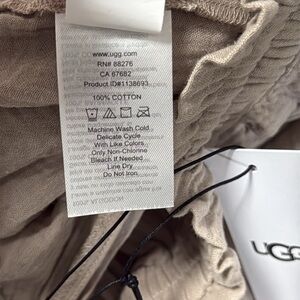 www.ugg.com
RN# 88276
CA 67682
Product ID#1138693
100% COTTON
Machine Wash Cold
Delicate Cycle
With Like Colors
Only Non-Chlorine
Bleach If Needed
Line Dry
Do Not Iron
UGG